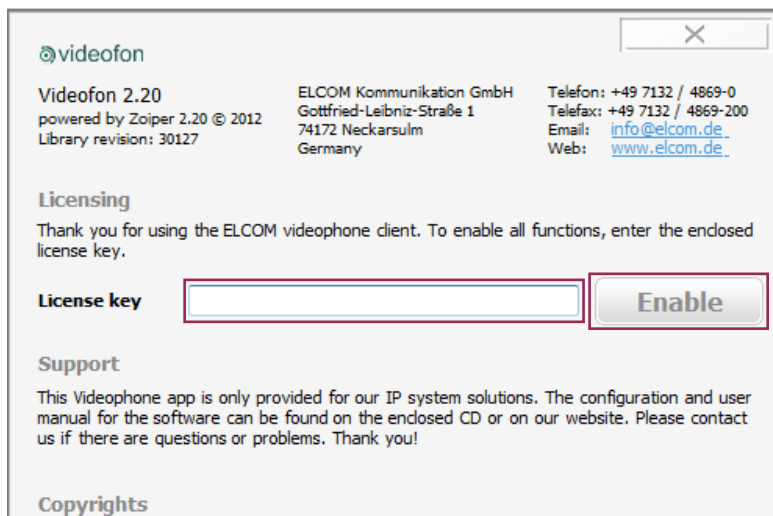 videofon
Videofon 2.20
powered by Zoiper 2.20 © 2012
Library revision: 30127
ELCOM Kommunikation GmbH
Gottfried-Leibniz-Straße 1
74172 Neckarsulm
Germany
Telefon: +49 7132 / 4869-0
Telefax: +49 7132 / 4869-200
Email: info@elcom.de
Web: www.elcom.de
Licensing
Thank you for using the ELCOM videophone client. To enable all functions, enter the enclosed
license key.
License key
Enable
Support
This Videophone app is only provided for our IP system solutions. The configuration and user
manual for the software can be found on the enclosed CD or on our website. Please contact
us if there are questions or problems. Thank you!
Copyrights